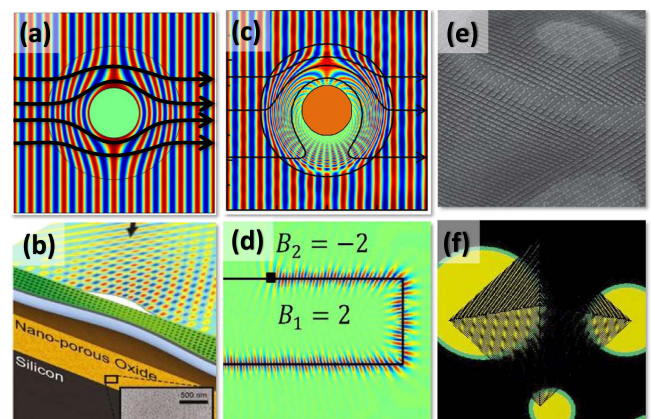 (a)
(c)
(e)
(b)
Nano-porous Oxide
Silicon
500 nm
(d)
B₂ = −2
B₁ = 2
(f)